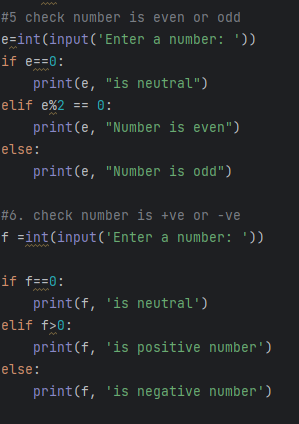 #5 check number is even or odd
e=int(input('Enter a number: '))
if e==0:
    print(e, "is neutral")
elif e%2 == 0:
    print(e, "Number is even")
else:
    print(e, "Number is odd")

#6. check number is +ve or -ve
f =int(input('Enter a number: '))

if f==0:
    print(f, 'is neutral')
elif f>0:
    print(f, 'is positive number')
else:
    print(f, 'is negative number')